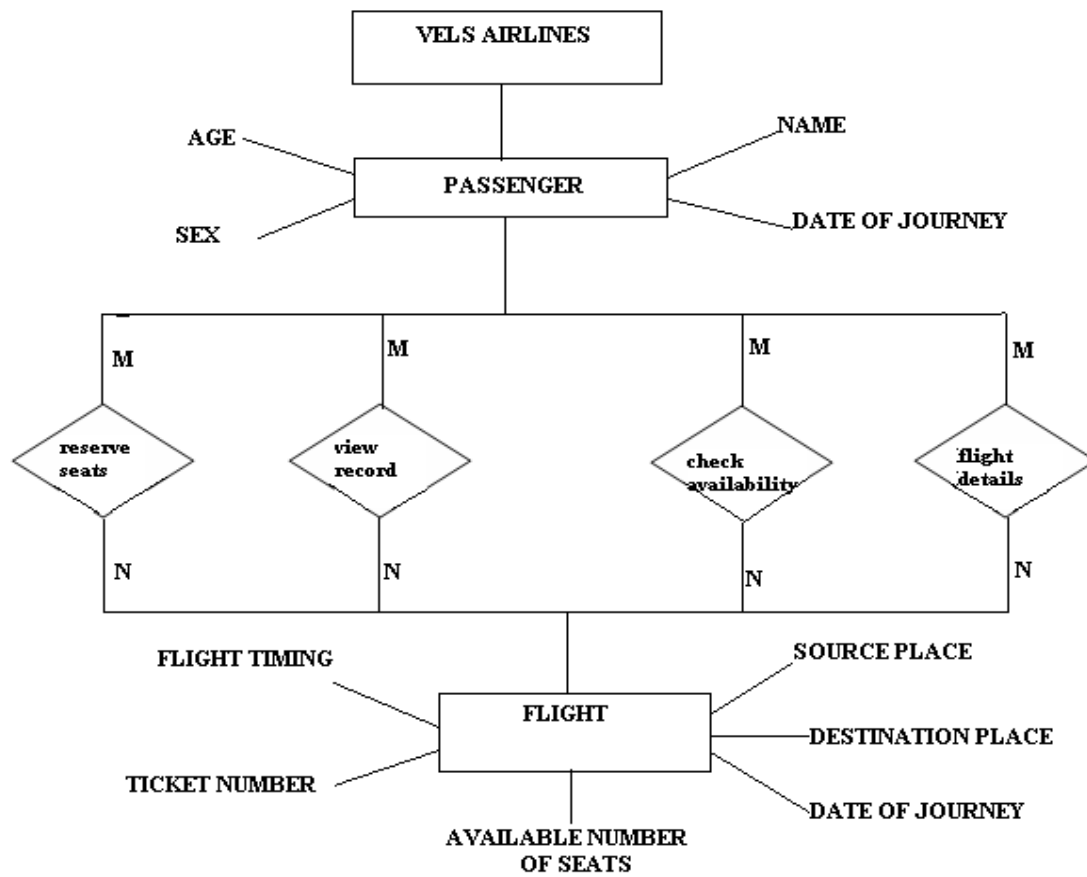 VELS AIRLINES
AGE
NAME
PASSENGER
SEX
DATE OF JOURNEY
M
M
M
M
reserve
seats
view
record
check
availability
flight
details
N
N
N
N
FLIGHT TIMING
SOURCE PLACE
FLIGHT
DESTINATION PLACE
TICKET NUMBER
DATE OF JOURNEY
AVAILABLE NUMBER
OF SEATS